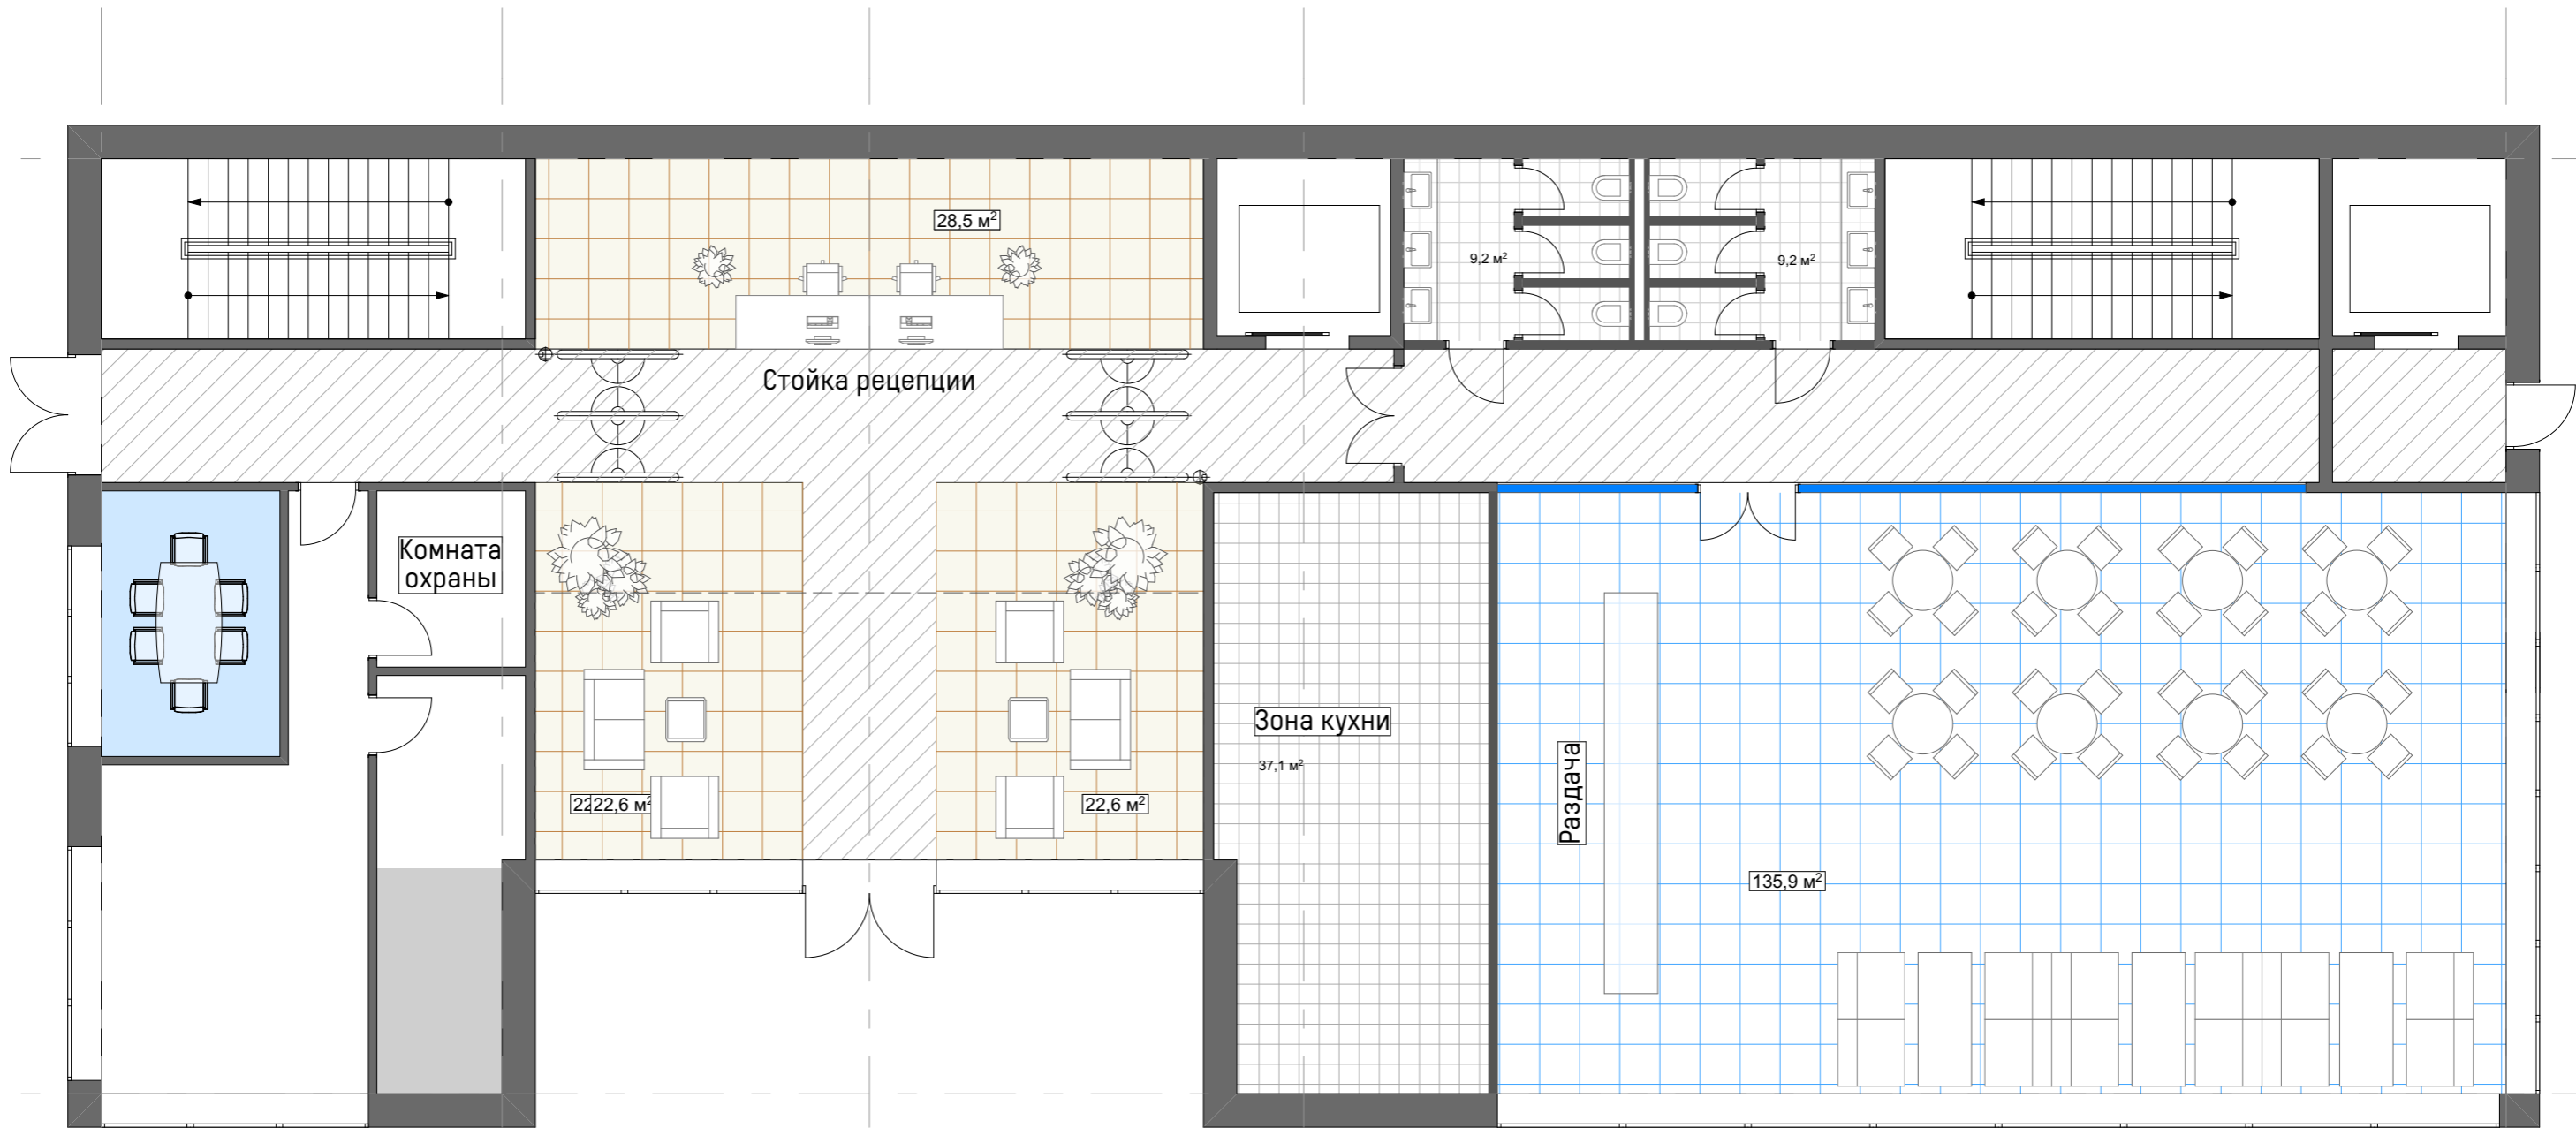 28,5 м²
9,2 м²
9,2 м²
Стойка рецепции
Комната
охраны
Зона кухни
37,1 м²
Раздача
22
22,6 м²
22,6 м²
135,9 м²